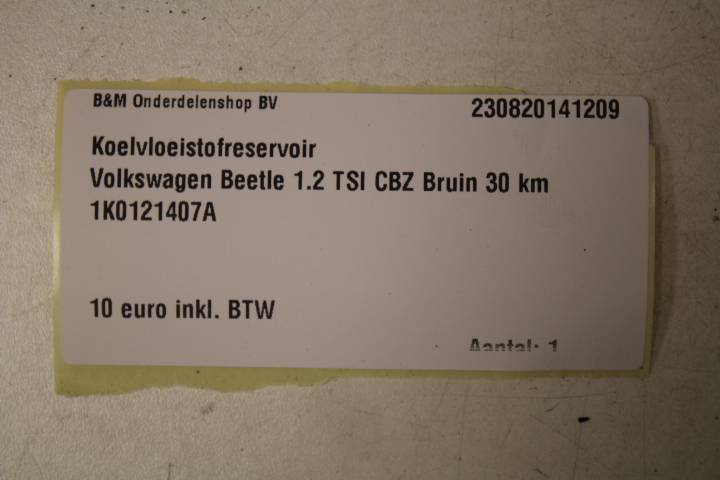 B&M Onderdelenshop BV 230820141209
Koelvloeistofreservoir
Volkswagen Beetle 1.2 TSI CBZ Bruin 30 km
1K0121407A
10 euro inkl. BTW
Aantal: 1